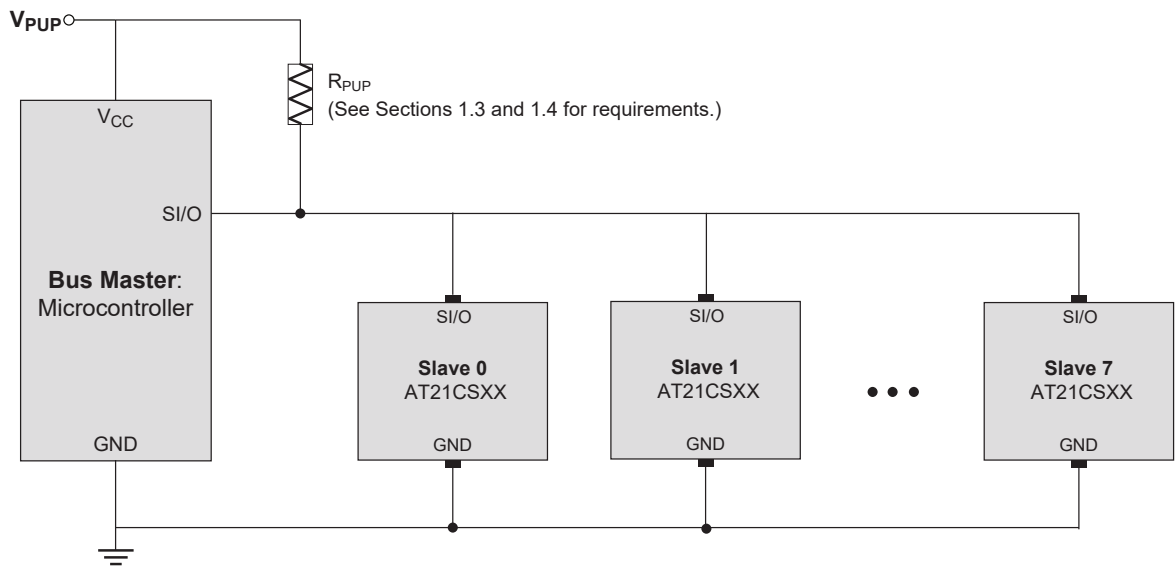 VPUP
RPUP
(See Sections 1.3 and 1.4 for requirements.)
VCC
SI/O
Bus Master:
Microcontroller
GND
SI/O
Slave 0
AT21CSXX
GND
SI/O
Slave 1
AT21CSXX
GND
SI/O
Slave 7
AT21CSXX
GND